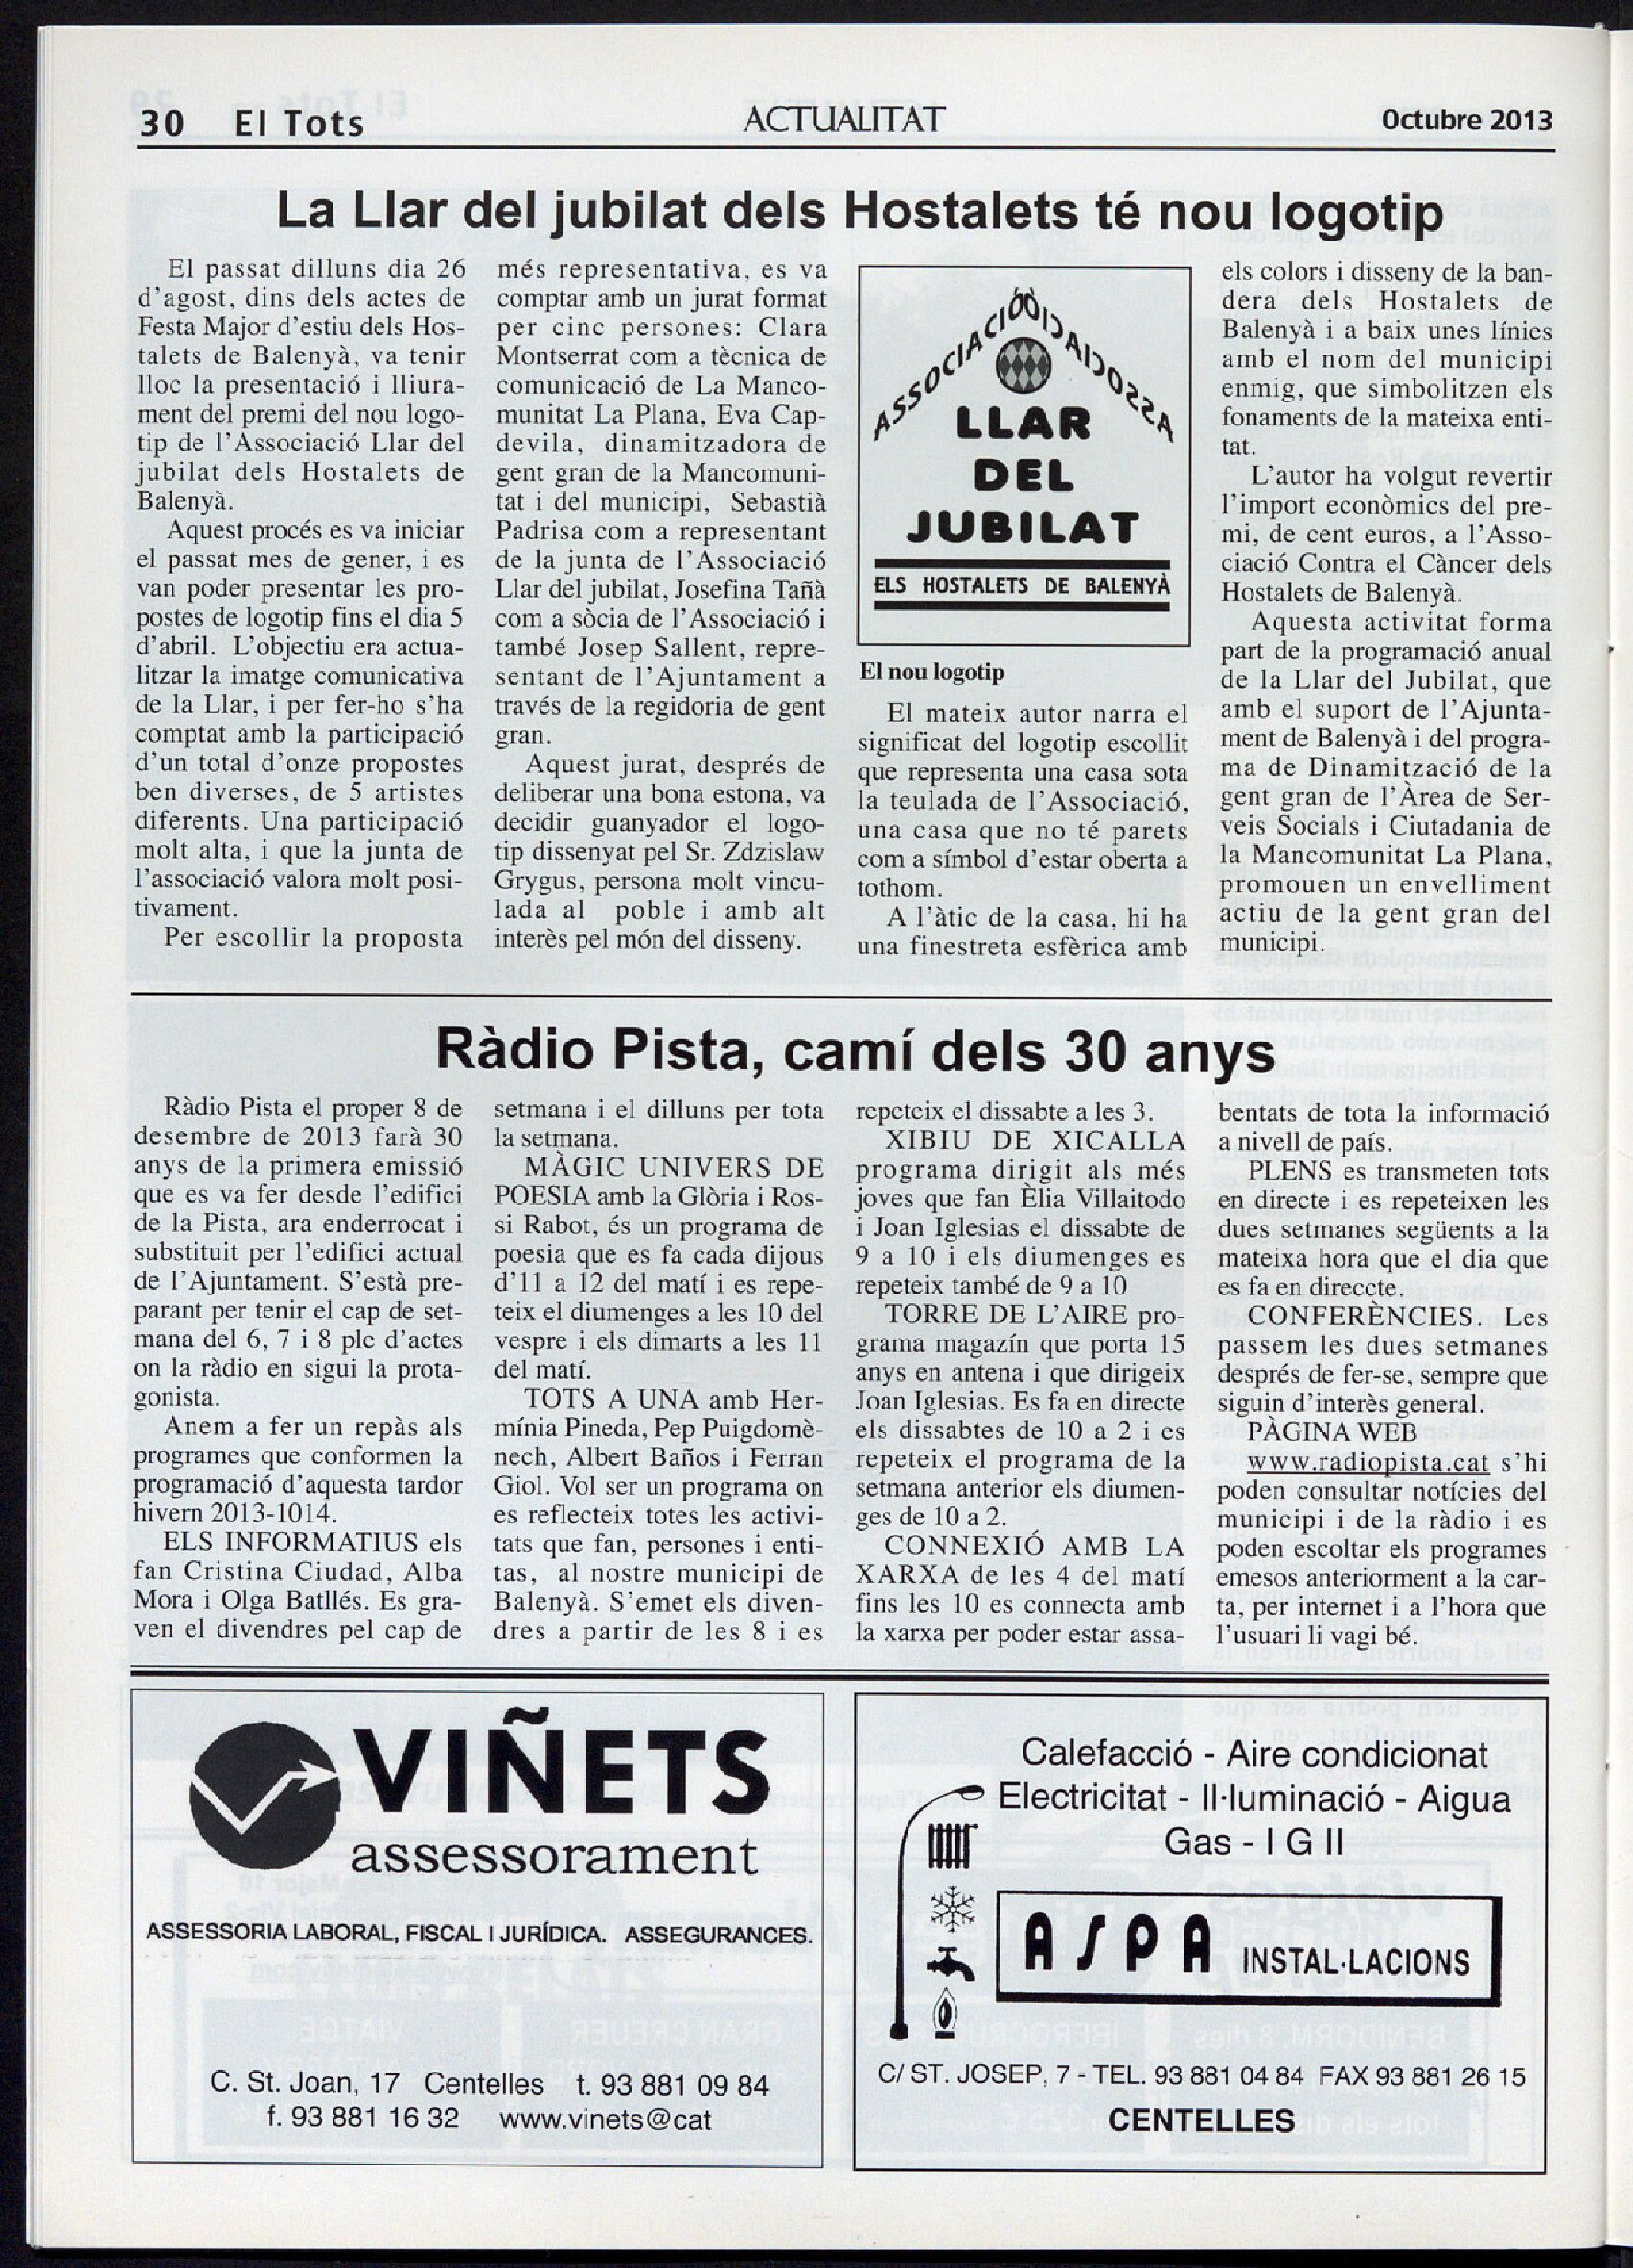 30 El Tots
ACTUALITAT
Octubre 2013
La Llar del jubilat dels Hostalets té nou logotip
El passat dilluns dia 26
d'agost, dins dels actes de
Festa Major d'estiu dels Hos-
talets de Balenyà, va tenir
lloc la presentació i lliura-
ment del premi del nou logo-
tip de l'Associació Llar del
jubilat dels Hostalets de
Balenyà.
Aquest procés es va iniciar
el passat mes de gener, i es
van poder presentar les pro-
postes de logotip fins el dia 5
d'abril. L'objectiu era actua-
litzar la imatge comunicativa
de la Llar, i per fer-ho s'ha
comptat amb la participació
d'un total d'onze propostes
ben diverses, de 5 artistes
diferents. Una participació
molt alta, i que la junta de
l'associació valora molt posi-
tivament.
Per escollir la proposta
més representativa, es va
comptar amb un jurat format
per cinc persones: Clara
Montserrat com a tècnica de
comunicació de La Manco-
munitat La Plana, Eva Cap-
devila, dinamitzadora de
gent gran de la Mancomuni-
tat i del municipi, Sebastià
Padrisa com a representant
de la junta de l'Associació
Llar del jubilat, Josefina Tañà
com a sòcia de l'Associació i
també Josep Sallent, repre-
sentant de l'Ajuntament a
través de la regidoria de gent
gran.
Aquest jurat, després de
deliberar una bona estona, va
decidir guanyador el logo-
tip dissenyat pel Sr. Zdzislaw
Grygus, persona molt vincu-
lada al poble i amb alt
interès pel món del disseny.
ASSOCIACIÓ ASSOCIACIÓ
LLAR
DEL
JUBILAT
ELS HOSTALETS DE BALENYÀ
El nou logotip
El mateix autor narra el
significat del logotip escollit
que representa una casa sota
la teulada de l'Associació,
una casa que no té parets
com a símbol d'estar oberta a
tothom.
A l'àtic de la casa, hi ha
una finestreta esfèrica amb
els colors i disseny de la ban-
dera dels Hostalets de
Balenyà i a baix unes línies
amb el nom del municipi
enmig, que simbolitzen els
fonaments de la mateixa enti-
tat.
L'autor ha volgut revertir
l'import econòmics del pre-
mi, de cent euros, a l'Asso-
ciació Contra el Càncer dels
Hostalets de Balenyà.
Aquesta activitat forma
part de la programació anual
de la Llar del Jubilat, que
amb el suport de l'Ajunta-
ment de Balenyà i del progra-
ma de Dinamització de la
gent gran de l'Àrea de Ser-
veis Socials i Ciutadania de
la Mancomunitat La Plana,
promouen un envelliment
actiu de la gent gran del
municipi.
Ràdio Pista, camí dels 30 anys
Ràdio Pista el proper 8 de
desembre de 2013 farà 30
anys de la primera emissió
que es va fer desde l'edifici
de la Pista, ara enderrocat i
substituit per l'edifici actual
de l'Ajuntament. S'està pre-
parant per tenir el cap de set-
mana del 6, 7 i 8 ple d'actes
on la ràdio en sigui la prota-
gonista.
Anem a fer un repàs als
programes que conformen la
programació d'aquesta tardor
hivern 2013-1014.
ELS INFORMATIUS els
fan Cristina Ciudad, Alba
Mora i Olga Batllés. Es gra-
ven el divendres pel cap de
setmana i el dilluns per tota
la setmana.
MÀGIC UNIVERS DE
POESIA amb la Glòria i Ros-
si Rabot, és un programa de
poesia que es fa cada dijous
d'11 a 12 del matí i es repe-
teix el diumenges a les 10 del
vespre i els dimarts a les 11
del matí.
TOTS A UNA amb Her-
mínia Pineda, Pep Puigdomè-
nech, Albert Baños i Ferran
Giol. Vol ser un programa on
es reflecteix totes les activi-
tats que fan, persones i enti-
tas, al nostre municipi de
Balenyà. S'emet els diven-
dres a partir de les 8 i es
repeteix el dissabte a les 3.
XIBIU DE XICALLA
programa dirigit als més
joves que fan Èlia Villaitodo
i Joan Iglesias el dissabte de
9 a 10 i els diumenges es
repeteix també de 9 a 10
TORRE DE L'AIRE pro-
grama magazín que porta 15
anys en antena i que dirigeix
Joan Iglesias. Es fa en directe
els dissabtes de 10 a 2 i es
repeteix el programa de la
setmana anterior els diumen-
ges de 10 a 2.
CONNEXIÓ AMB LA
XARXA de les 4 del matí
fins les 10 es connecta amb
la xarxa per poder estar assa-
bentats de tota la informació
a nivell de país.
PLENS es transmeten tots
en directe i es repeteixen les
dues setmanes següents a la
mateixa hora que el dia que
es fa en direccte.
CONFERÈNCIES. Les
passem les dues setmanes
després de fer-se, sempre que
siguin d'interès general.
PÀGINA WEB
www.radiopista.cat s'hi
poden consultar notícies del
municipi i de la ràdio i es
poden escoltar els programes
emesos anteriorment a la car-
ta, per internet i a l'hora que
l'usuari li vagi bé.
VIÑETS
assessorament
ASSESSORIA LABORAL, FISCAL I JURÍDICA. ASSEGURANCES.
C. St. Joan, 17 Centelles t. 93 881 09 84
f. 93 881 16 32 www.vinets@cat
Calefacció - Aire condicionat
Electricitat - Il·luminació - Aigua
Gas - I G II
ASPA INSTAL·LACIONS
C/ ST. JOSEP, 7 - TEL. 93 881 04 84 FAX 93 881 26 15
CENTELLES